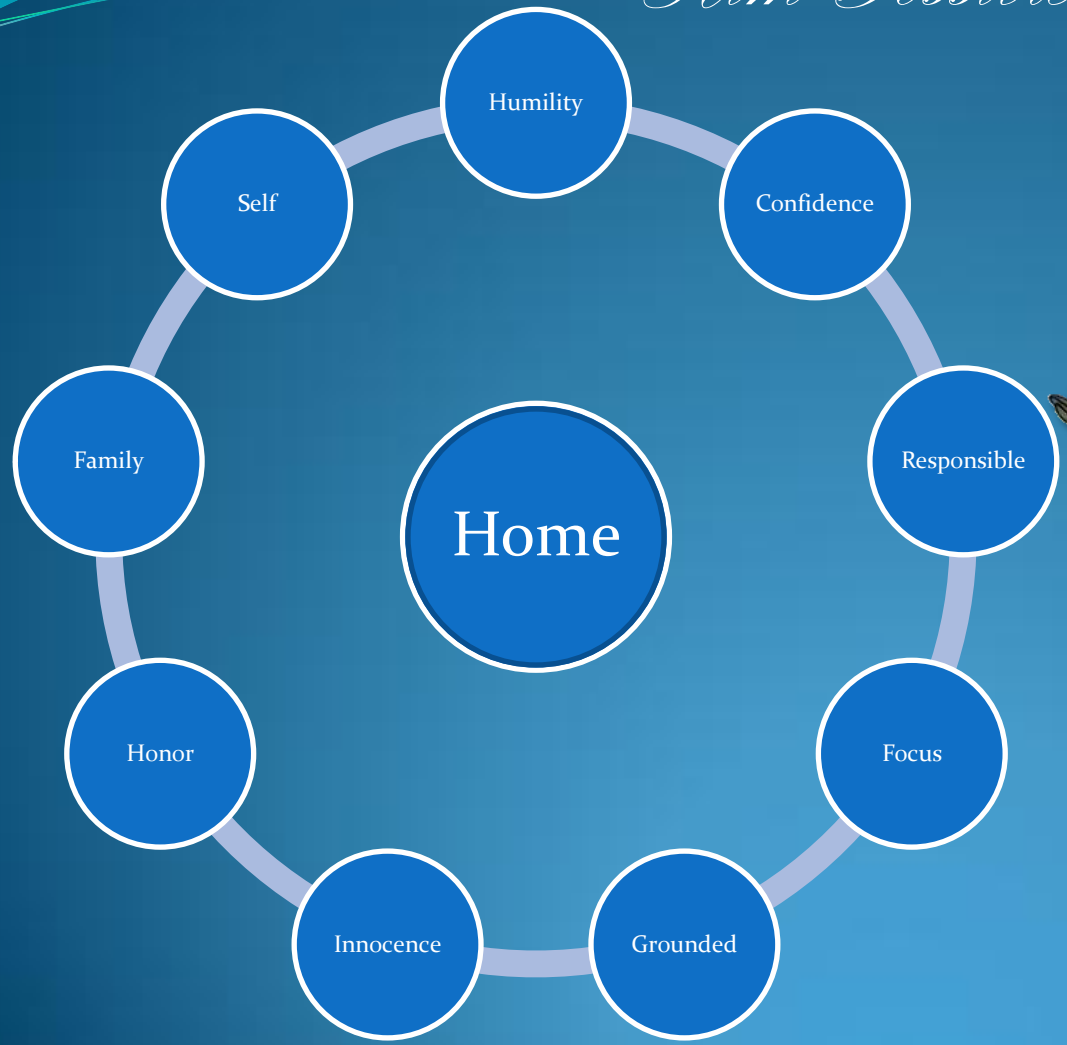 Humility
Confidence
Responsible
Focus
Grounded
Innocence
Honor
Family
Self
Home